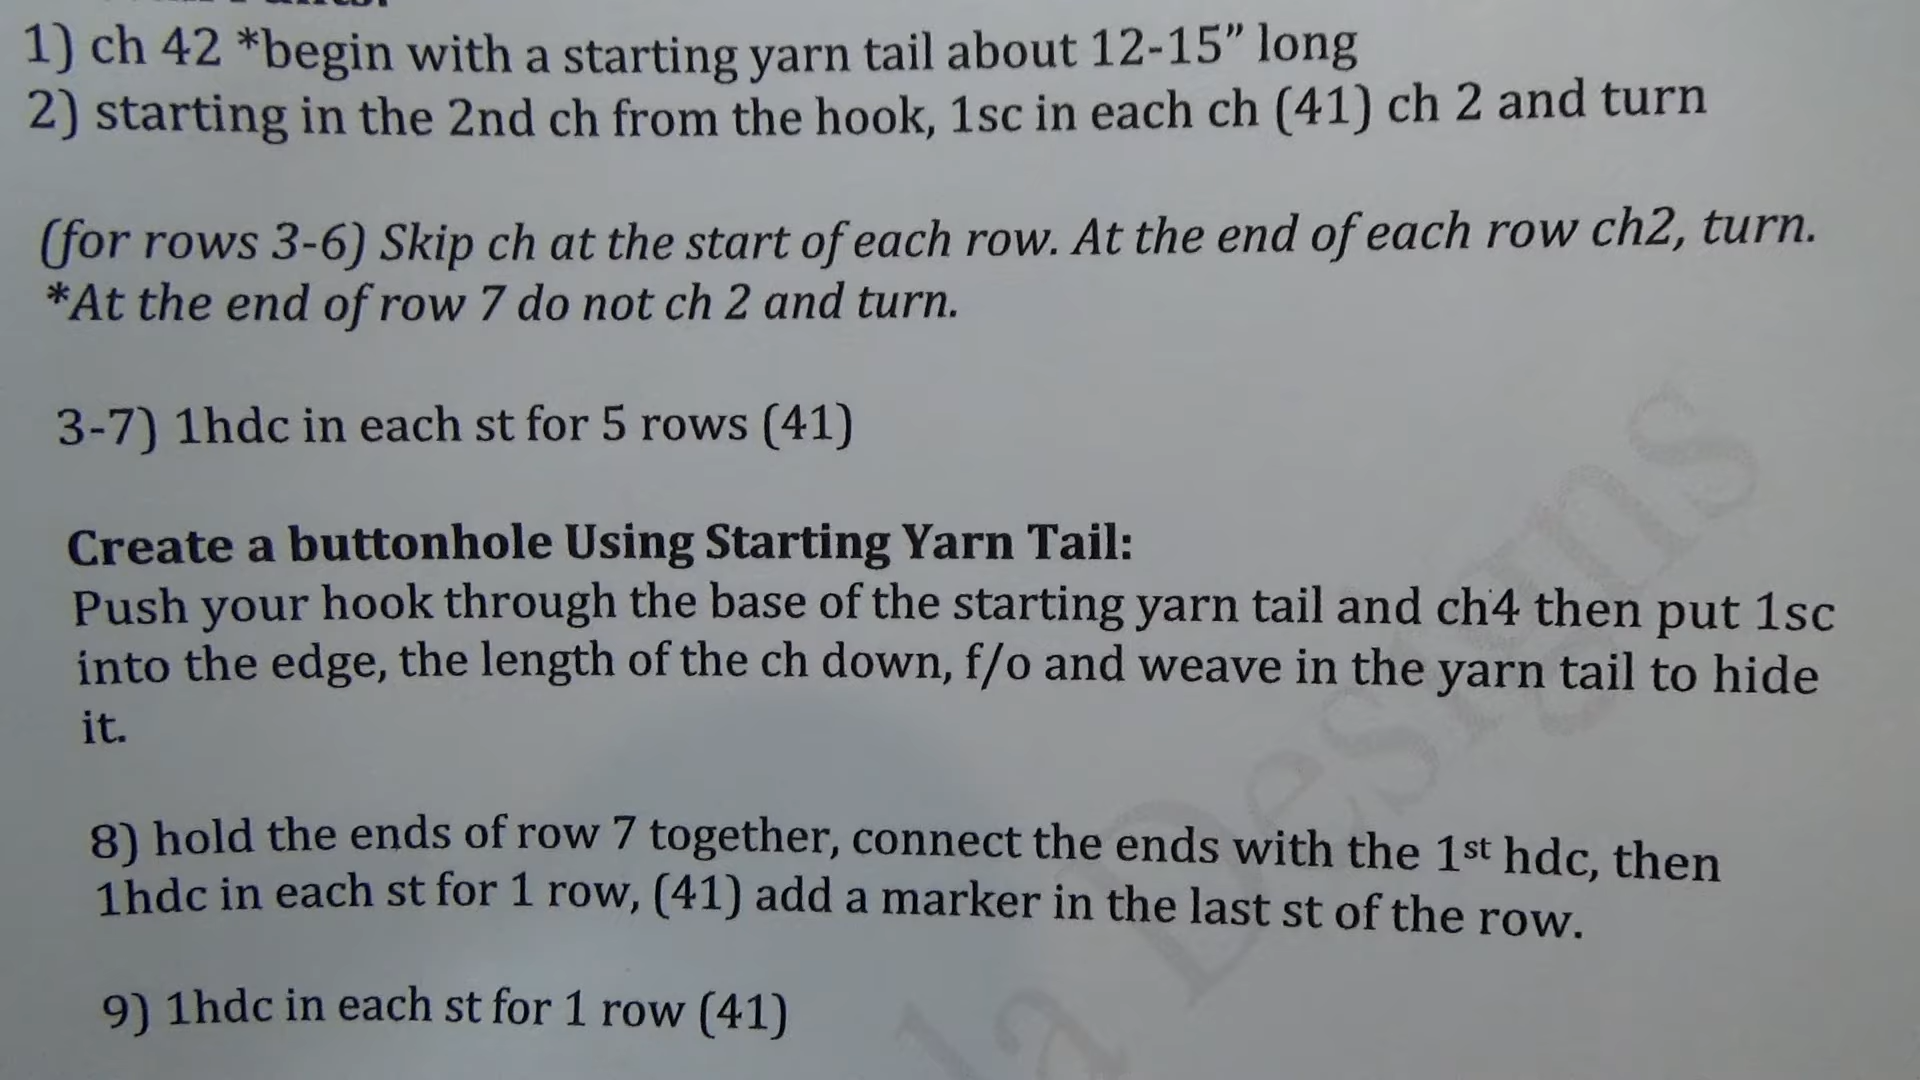 1) ch 42 *begin with a starting yarn tail about 12-15” long
2) starting in the 2nd ch from the hook, 1sc in each ch (41) ch 2 and turn
(for rows 3-6) Skip ch at the start of each row. At the end of each row ch2, turn.
*At the end of row 7 do not ch 2 and turn.
3-7) 1hdc in each st for 5 rows (41)
Create a buttonhole Using Starting Yarn Tail:
Push your hook through the base of the starting yarn tail and ch4 then put 1sc
into the edge, the length of the ch down, f/o and weave in the yarn tail to hide
it.
8) hold the ends of row 7 together, connect the ends with the 1st hdc, then
1hdc in each st for 1 row, (41) add a marker in the last st of the row.
9) 1hdc in each st for 1 row (41)
Designs